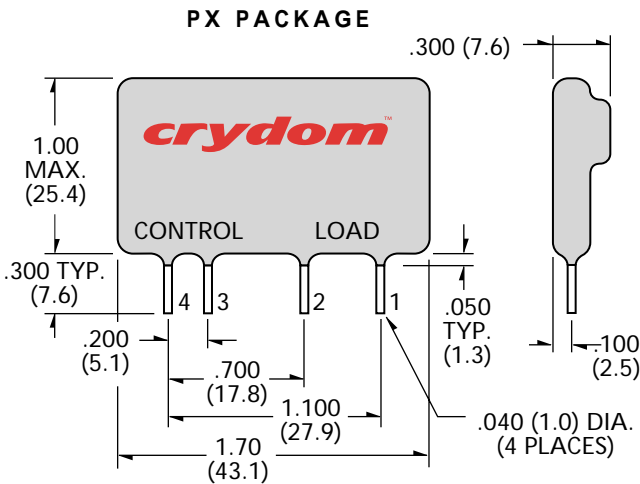 PX PACKAGE
.300 (7.6)
crydom™
1.00
MAX.
(25.4)
CONTROL LOAD
.300 TYP.
(7.6)
4 3 2 1
.050
TYP.
(1.3)
.200
(5.1)
.100
(2.5)
.700
(17.8)
1.100
(27.9)
.040 (1.0) DIA.
(4 PLACES)
1.70
(43.1)